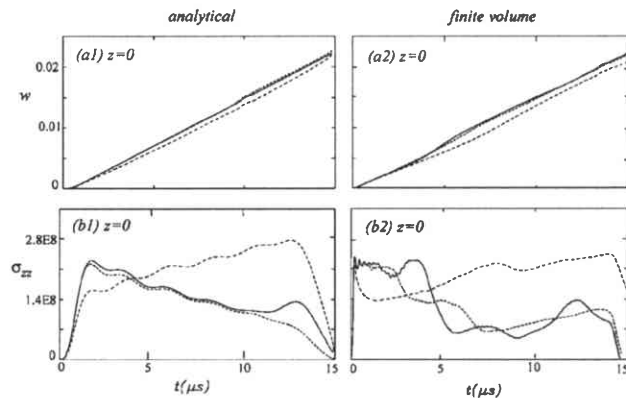 analytical
finite volume
(a1) z=0
(a2) z=0
0.02
w
0.01
0
(b1) z=0
(b2) z=0
2.8E8
σzz
1.4E8
0
0 5 10 15
0 5 10 15
t(μs)
t(μs)